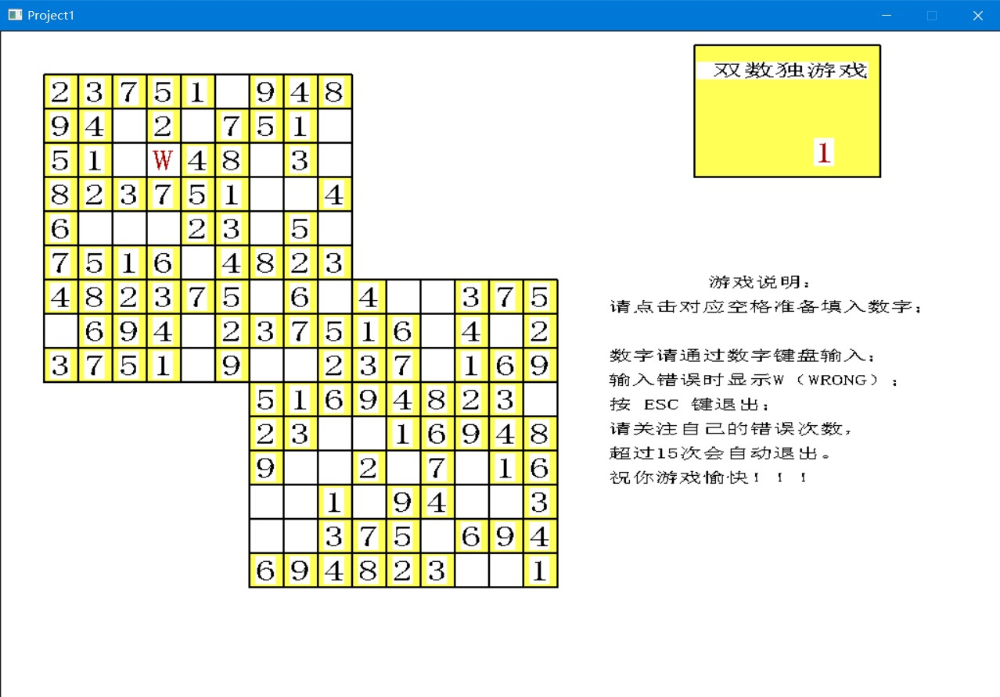 Project1
双数独游戏
1
2 3 7 5 1 9 4 8
9 4 2 7 5 1
5 1 W 4 8 3
8 2 3 7 5 1 4
6 2 3 5
7 5 1 6 4 8 2 3
4 8 2 3 7 5 6 4 3 7 5
6 9 4 2 3 7 5 1 6 4 2
3 7 5 1 9 2 3 7 1 6 9
5 1 6 9 4 8 2 3
2 3 1 6 9 4 8
9 2 7 1 6
1 9 4 3
3 7 5 6 9 4
6 9 4 8 2 3 1
游戏说明:
请点击对应空格准备填入数字;
数字请通过数字键盘输入;
输入错误时显示W（WRONG）;
按 ESC 键退出;
请关注自己的错误次数,
超过15次会自动退出。
祝你游戏愉快!!!